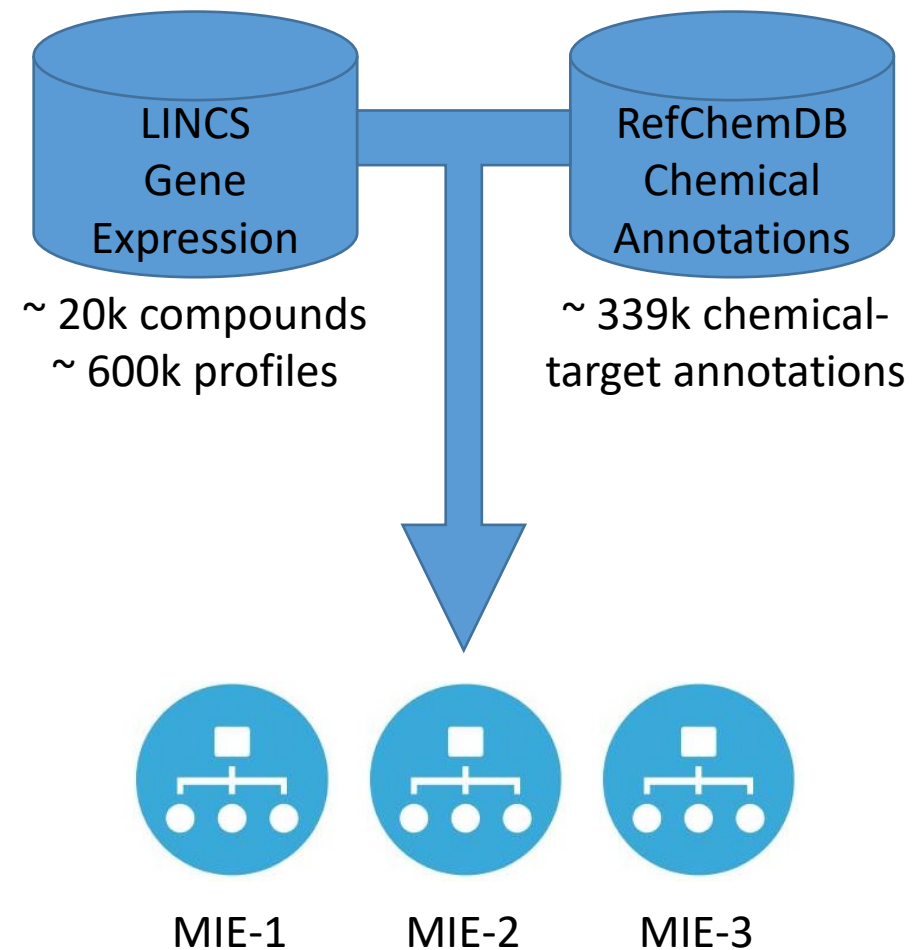 LINCS
Gene
Expression
RefChemDB
Chemical
Annotations
~ 20k compounds
~ 600k profiles
~ 339k chemical-
target annotations
MIE-1
MIE-2
MIE-3